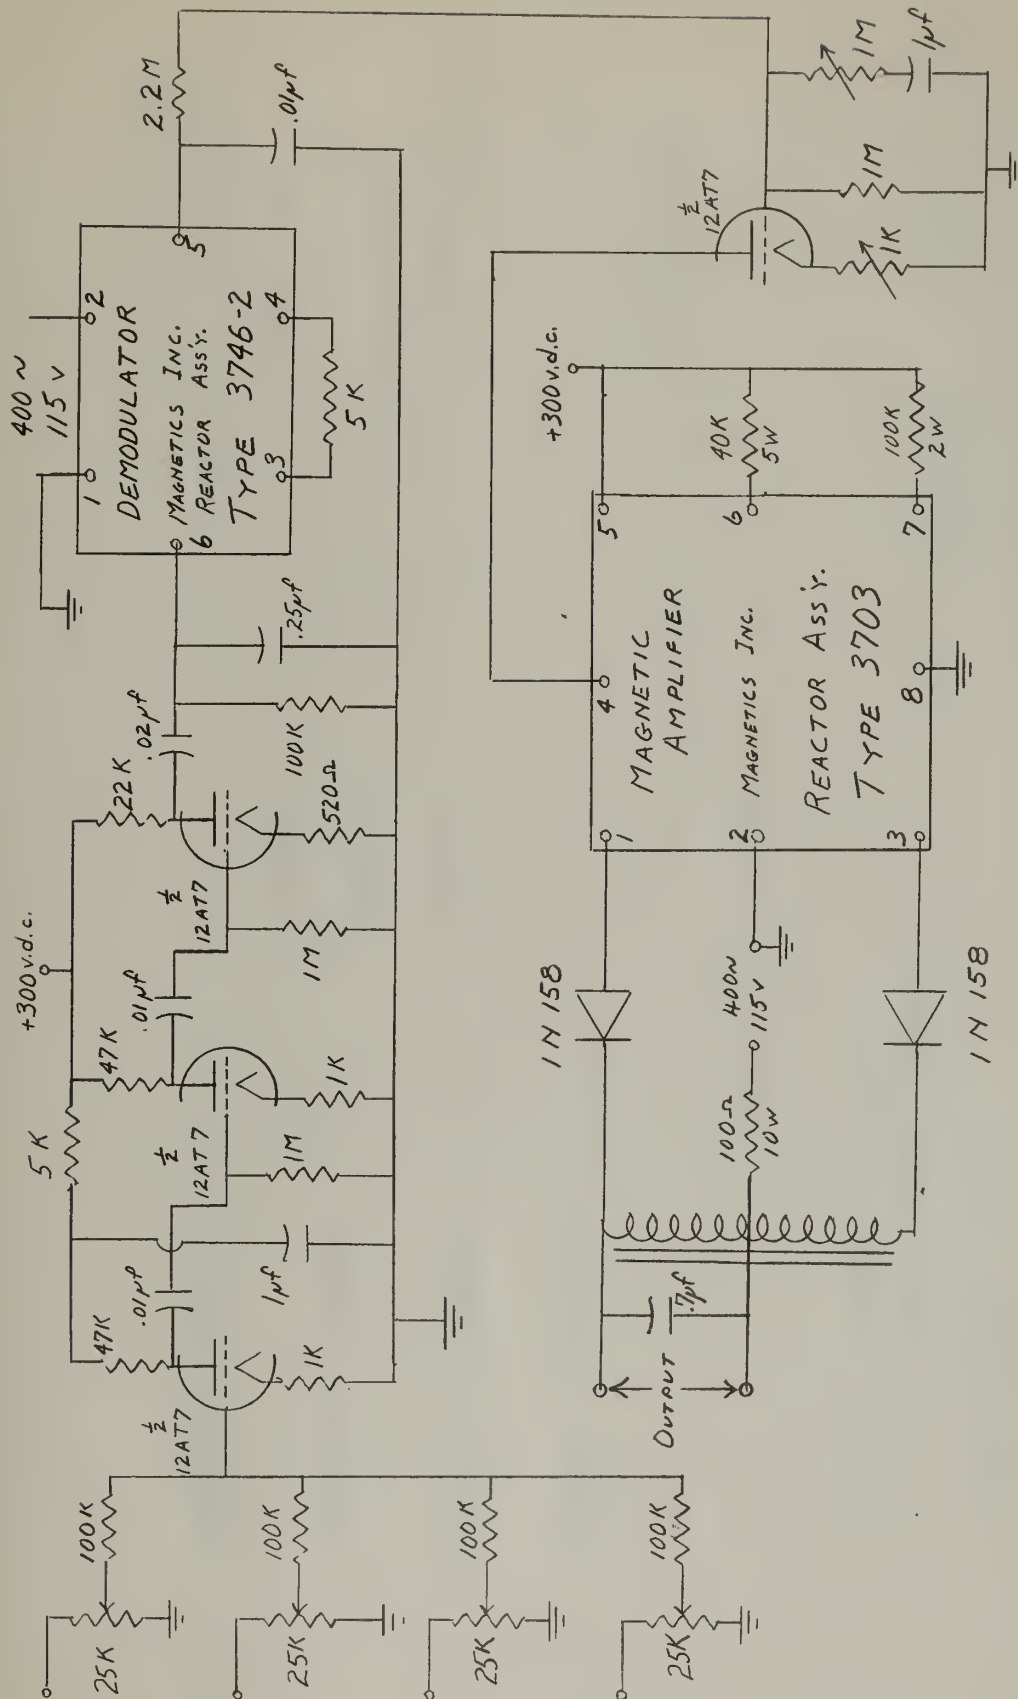 25K
100K
25K
100K
25K
100K
25K
100K
½
12AT7
47K
.01µf
1K
1µf
5K
½
12AT7
1M
47K
.01µf
1K
+300v.d.c.
½
12AT7
1M
22K
.02µf
520Ω
100K
.25µf
400~
115v
1
2
DEMODULATOR
MAGNETICS INC.
6 REACTOR ASS'Y.
TYPE 3746-2
3
4
5
5K
2.2M
.01µf
OUTPUT
.7µf
100Ω
10W
400~
115v
1N158
1N158
1
2
3
4
MAGNETIC
AMPLIFIER
MAGNETICS INC.
REACTOR ASS'Y.
TYPE 3703
8
5
6
7
+300v.d.c.
40K
5W
100K
2W
½
12AT7
1K
1M
1M
1µf